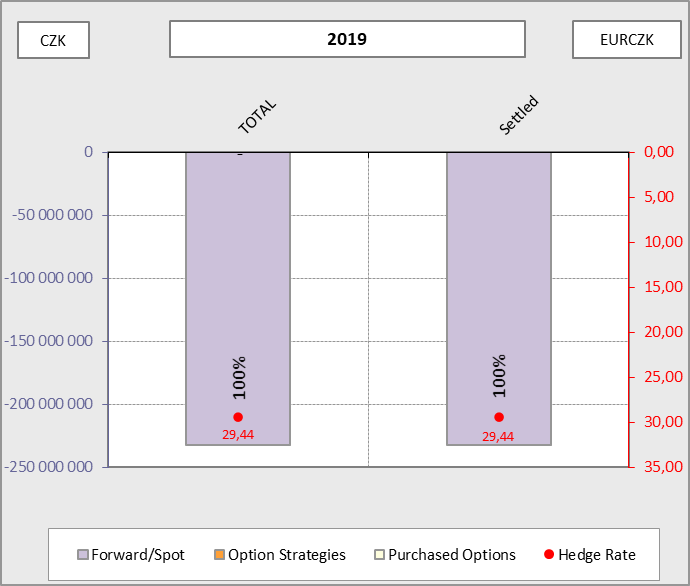 CZK 2019 EURCZK
TOTAL Settled
0 0,00
-50 000 000 5,00
-100 000 000 10,00
-150 000 000 15,00
-200 000 000 20,00
-250 000 000 25,00
30,00
35,00
100% 100%
29,44 29,44
Forward/Spot Option Strategies Purchased Options Hedge Rate